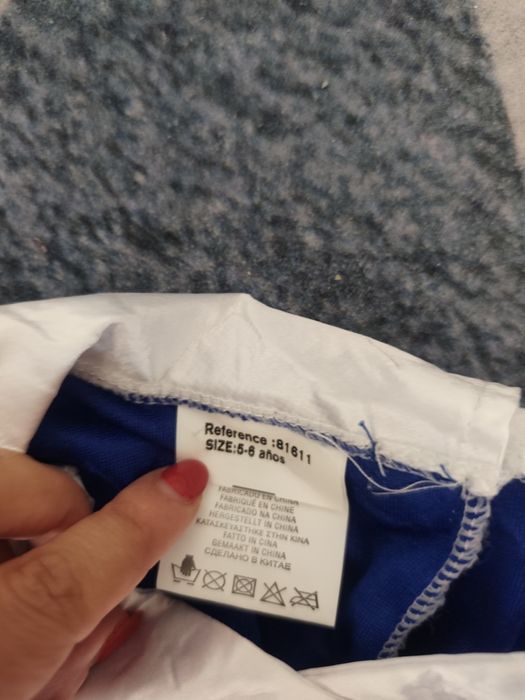 Reference :81611
SIZE:5-6 años
FABRICADO EN CHINA
FABRIQUÉ EN CHINE
FABRICADO NA CHINA
HERGESTELLT IN CHINA
ΚΑΤΑΣΚΕΥΑΣΤΗΚΕ ΣΤΗΝ ΚΙΝΑ
FATTO IN CINA
GEMAAKT IN CHINA
СДЕЛАНО В КИТАЕ